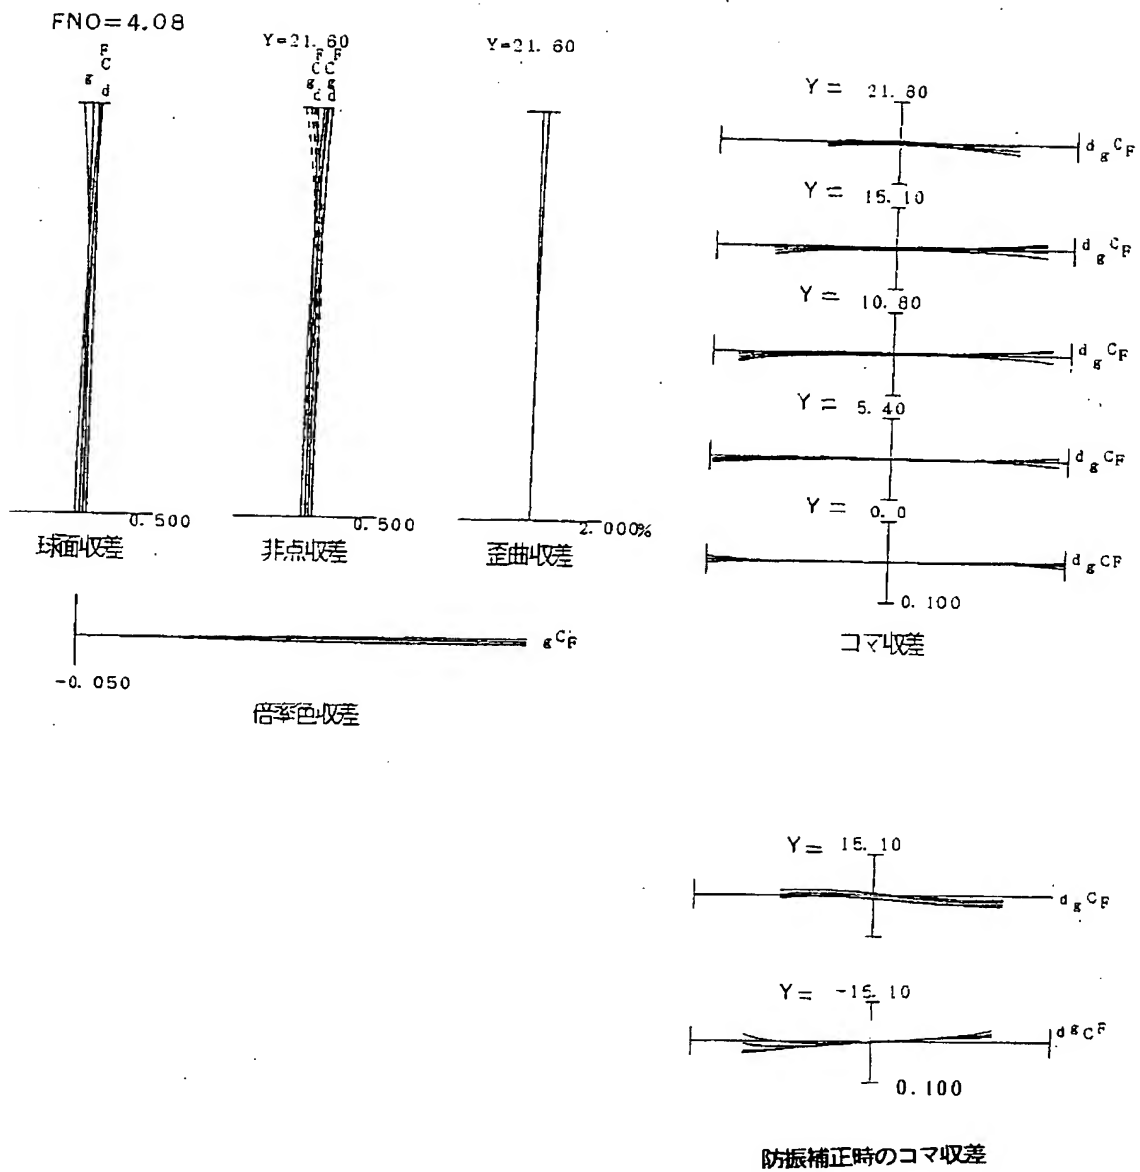 FNO=4.08
F
C
g
d
Y=21.60
F F
C C
g g
d d
Y=21.60
0.500
球面収差
0.500
非点収差
2.000%
歪曲収差
g C F
-0.050
倍率色収差
Y= 21.80
d g C F
Y= 15.10
d g C F
Y= 10.80
d g C F
Y= 5.40
d g C F
Y= 0.0
d g C F
0.100
コマ収差
Y= 15.10
d g C F
Y= -15.10
d g C F
0.100
防振補正時のコマ収差